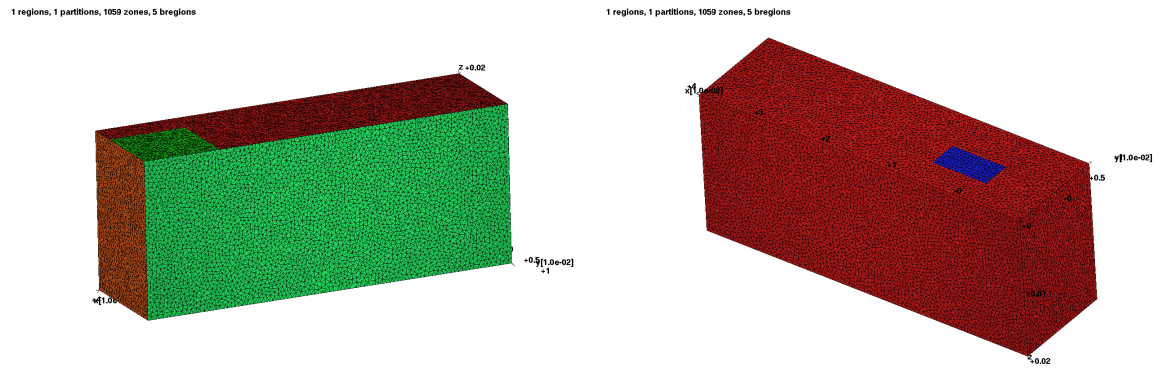 1 regions, 1 partitions, 1059 zones, 5 bregions
z +0.02
+0.5
y[1.0e-02]
+1
1 regions, 1 partitions, 1059 zones, 5 bregions
x[1.0e-02]
y[1.0e-02]
+0.5
-0
-0
+0.01
+0.02